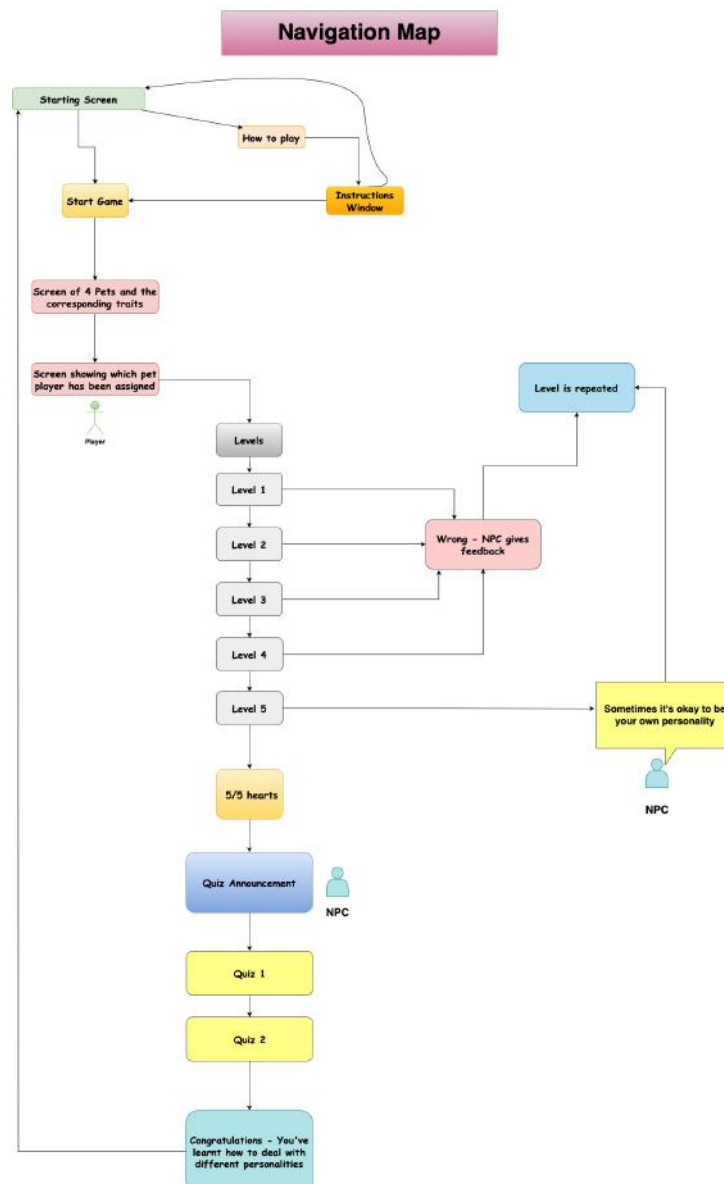 Navigation Map
Starting Screen
How to play
Start Game
Instructions
Window
Screen of 4 Pets and the
corresponding traits
Screen showing which pet
player has been assigned
Player
Level is repeated
Levels
Level 1
Wrong - NPC gives
feedback
Level 2
Level 3
Level 4
Level 5
Sometimes it's okay to be
your own personality
NPC
5/5 hearts
Quiz Announcement
NPC
Quiz 1
Quiz 2
Congratulations - You've
learnt how to deal with
different personalities